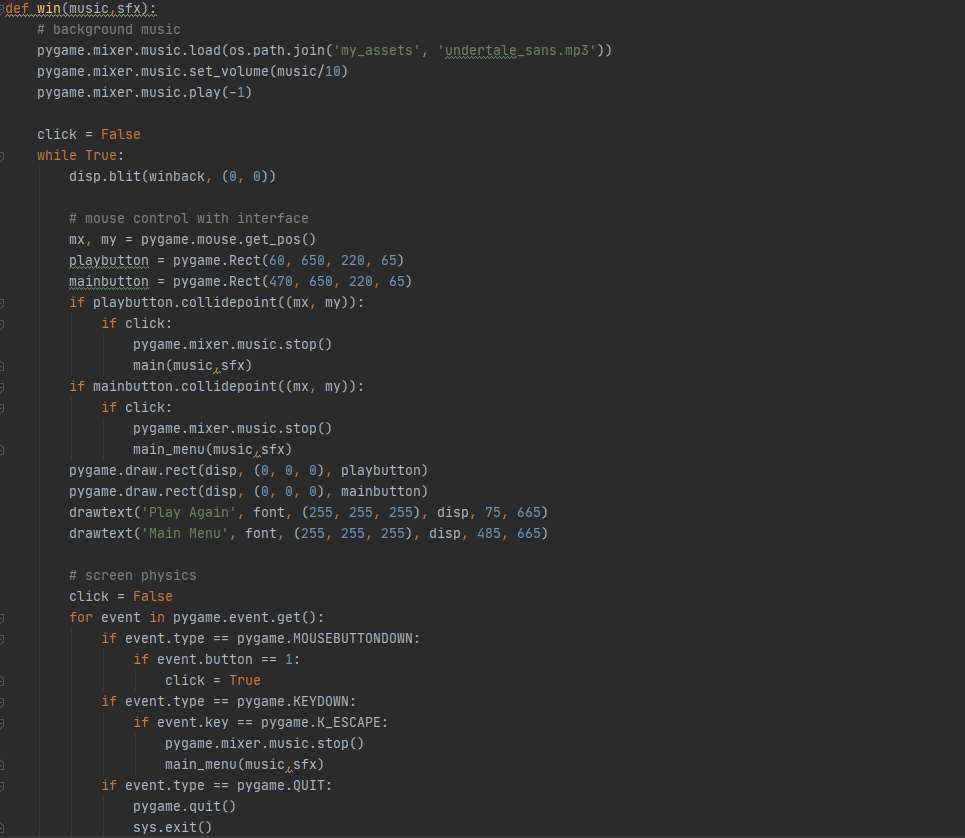 def win(music,sfx):
    # background music
    pygame.mixer.music.load(os.path.join('my_assets', 'undertale_sans.mp3'))
    pygame.mixer.music.set_volume(music/10)
    pygame.mixer.music.play(-1)

    click = False
    while True:
        disp.blit(winback, (0, 0))

        # mouse control with interface
        mx, my = pygame.mouse.get_pos()
        playbutton = pygame.Rect(60, 650, 220, 65)
        mainbutton = pygame.Rect(470, 650, 220, 65)
        if playbutton.collidepoint((mx, my)):
            if click:
                pygame.mixer.music.stop()
                main(music,sfx)
        if mainbutton.collidepoint((mx, my)):
            if click:
                pygame.mixer.music.stop()
                main_menu(music,sfx)
        pygame.draw.rect(disp, (0, 0, 0), playbutton)
        pygame.draw.rect(disp, (0, 0, 0), mainbutton)
        drawtext('Play Again', font, (255, 255, 255), disp, 75, 665)
        drawtext('Main Menu', font, (255, 255, 255), disp, 485, 665)

        # screen physics
        click = False
        for event in pygame.event.get():
            if event.type == pygame.MOUSEBUTTONDOWN:
                if event.button == 1:
                    click = True
            if event.type == pygame.KEYDOWN:
                if event.key == pygame.K_ESCAPE:
                    pygame.mixer.music.stop()
                    main_menu(music,sfx)
            if event.type == pygame.QUIT:
                pygame.quit()
                sys.exit()